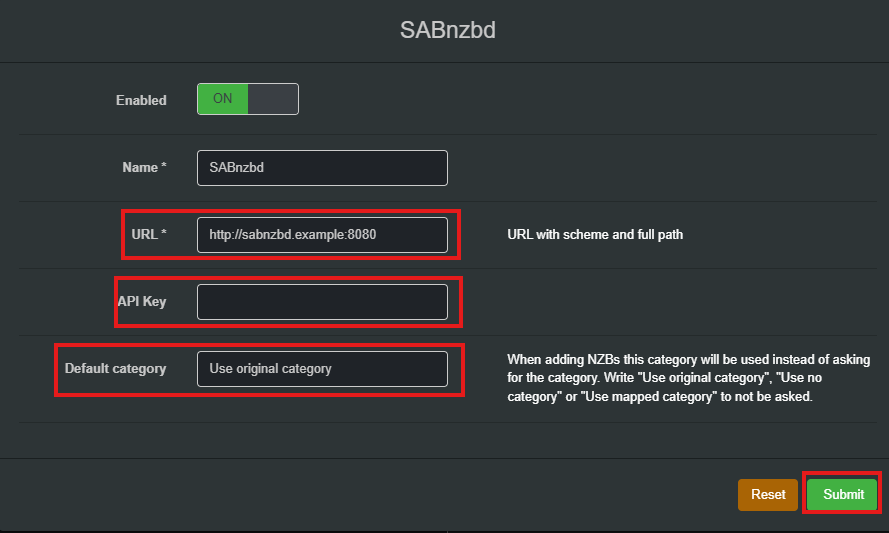 SABnzbd
Enabled ON
Name * SABnzbd
URL * http://sabnzbd.example:8080 URL with scheme and full path
API Key
Default category Use original category
When adding NZBs this category will be used instead of asking
for the category. Write "Use original category", "Use no
category" or "Use mapped category" to not be asked.
Reset Submit